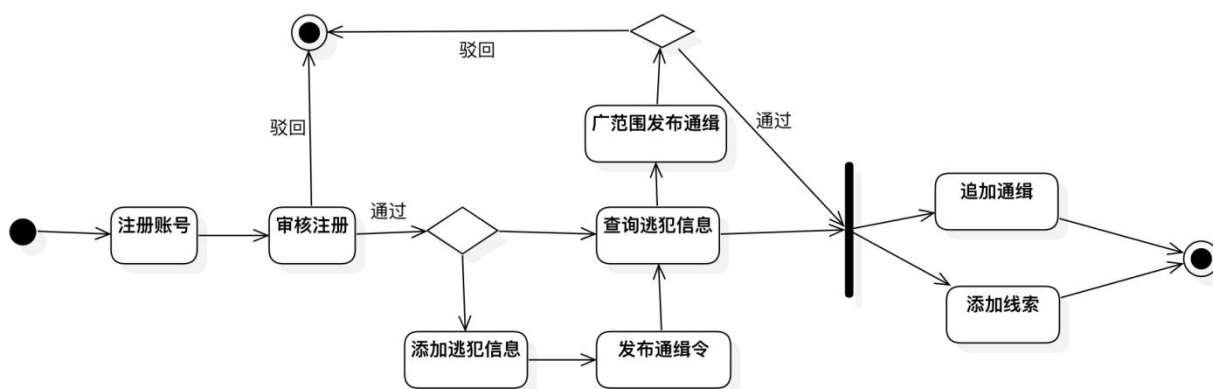 驳回
广范围发布通缉
驳回
通过
追加通缉
注册账号
审核注册
通过
查询逃犯信息
添加线索
添加逃犯信息
发布通缉令